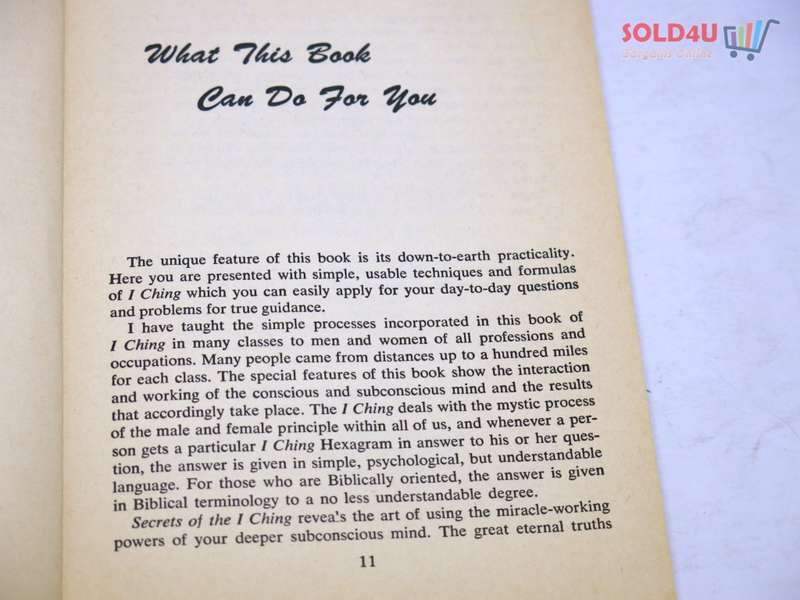 SOLD4U
Bargains Online
What This Book
Can Do For You
The unique feature of this book is its down-to-earth practicality.
Here you are presented with simple, usable techniques and formulas
of I Ching which you can easily apply for your day-to-day questions
and problems for true guidance.
I have taught the simple processes incorporated in this book of
I Ching in many classes to men and women of all professions and
occupations. Many people came from distances up to a hundred miles
for each class. The special features of this book show the interaction
and working of the conscious and subconscious mind and the results
that accordingly take place. The I Ching deals with the mystic process
of the male and female principle within all of us, and whenever a per-
son gets a particular I Ching Hexagram in answer to his or her ques-
tion, the answer is given in simple, psychological, but understandable
language. For those who are Biblically oriented, the answer is given
in Biblical terminology to a no less understandable degree.
Secrets of the I Ching revea's the art of using the miracle-working
powers of your deeper subconscious mind. The great eternal truths
11